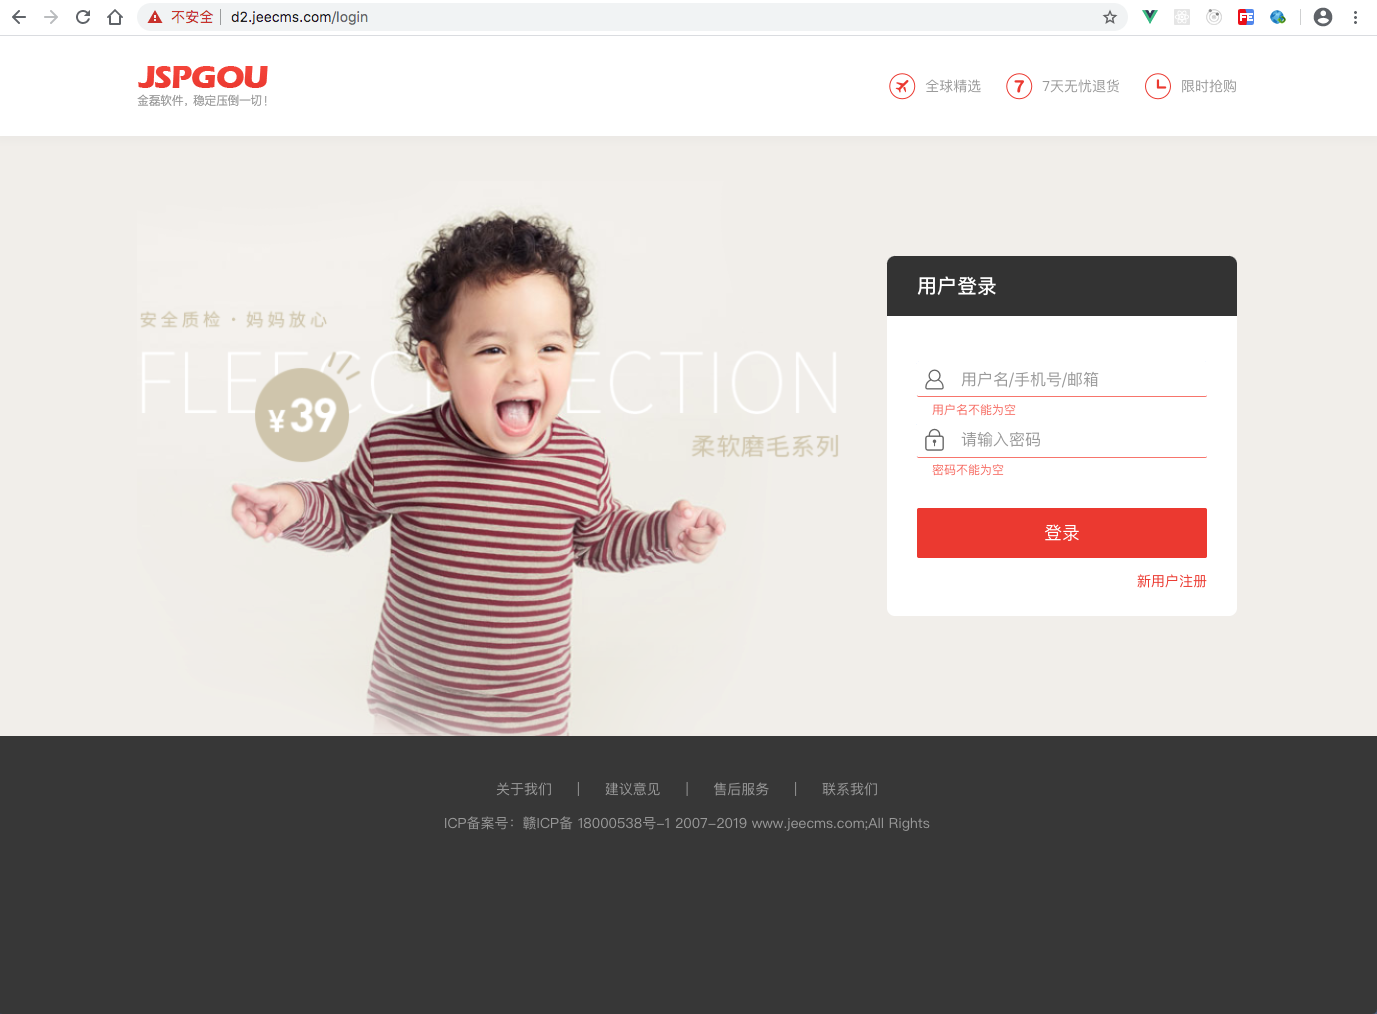 不安全 d2.jeecms.com/login
JSPGOU
金磊软件，稳定压倒一切！
全球精选 7 7天无忧退货 限时抢购
安全质检·妈妈放心
FLEECCECTION
¥39
柔软磨毛系列
用户登录
用户名/手机号/邮箱
用户名不能为空
请输入密码
密码不能为空
登录
新用户注册
关于我们 | 建议意见 | 售后服务 | 联系我们
ICP备案号：赣ICP备 18000538号-1 2007-2019 www.jeecms.com;All Rights